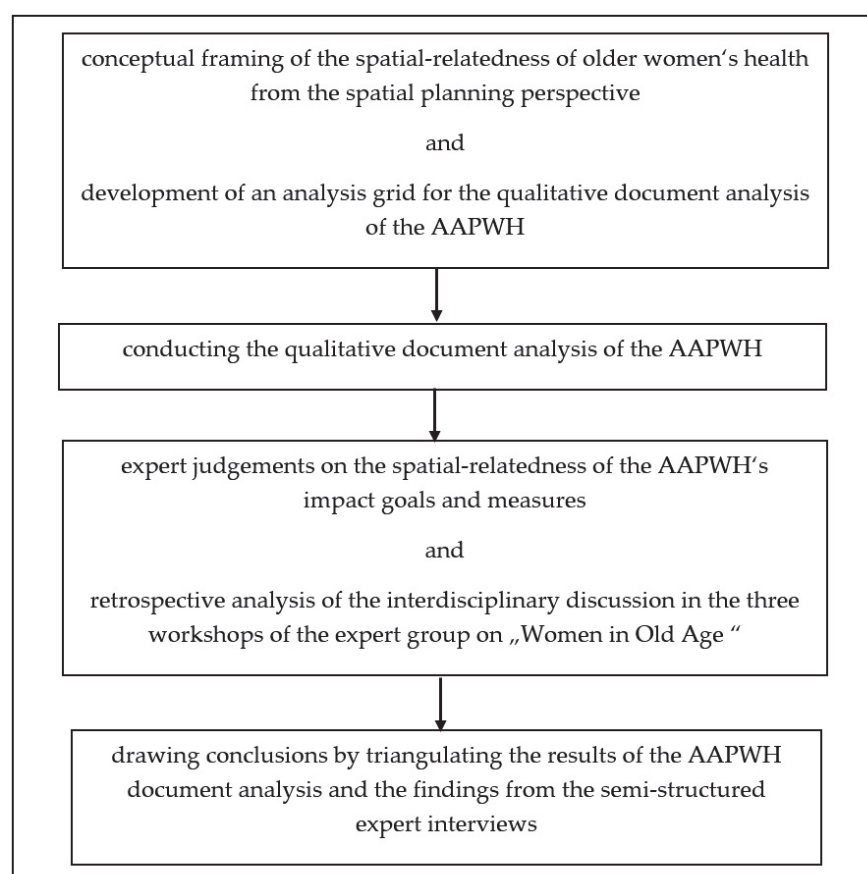 conceptual framing of the spatial-relatedness of older women‘s health
from the spatial planning perspective
and
development of an analysis grid for the qualitative document analysis
of the AAPWH
conducting the qualitative document analysis of the AAPWH
expert judgements on the spatial-relatedness of the AAPWH‘s
impact goals and measures
and
retrospective analysis of the interdisciplinary discussion in the three
workshops of the expert group on „Women in Old Age “
drawing conclusions by triangulating the results of the AAPWH
document analysis and the findings from the semi-structured
expert interviews